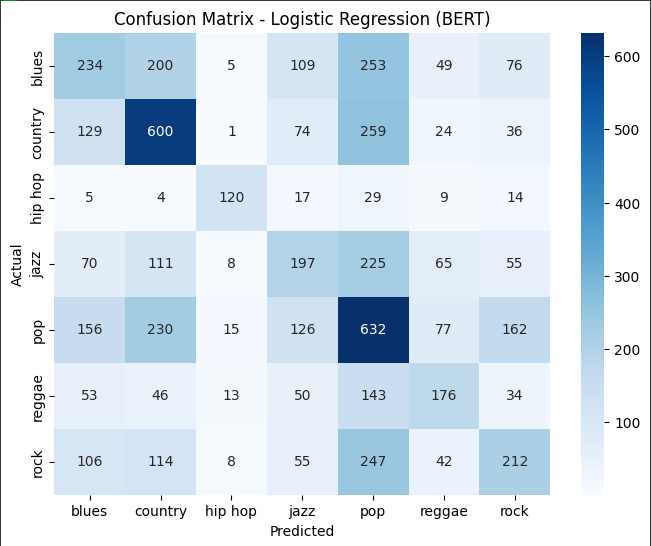 Confusion Matrix - Logistic Regression (BERT)
blues 234 200 5 109 253 49 76
country 129 600 1 74 259 24 36
hip hop 5 4 120 17 29 9 14
jazz 70 111 8 197 225 65 55
pop 156 230 15 126 632 77 162
reggae 53 46 13 50 143 176 34
rock 106 114 8 55 247 42 212
blues country hip hop jazz pop reggae rock
Predicted
Actual
600
500
400
300
200
100